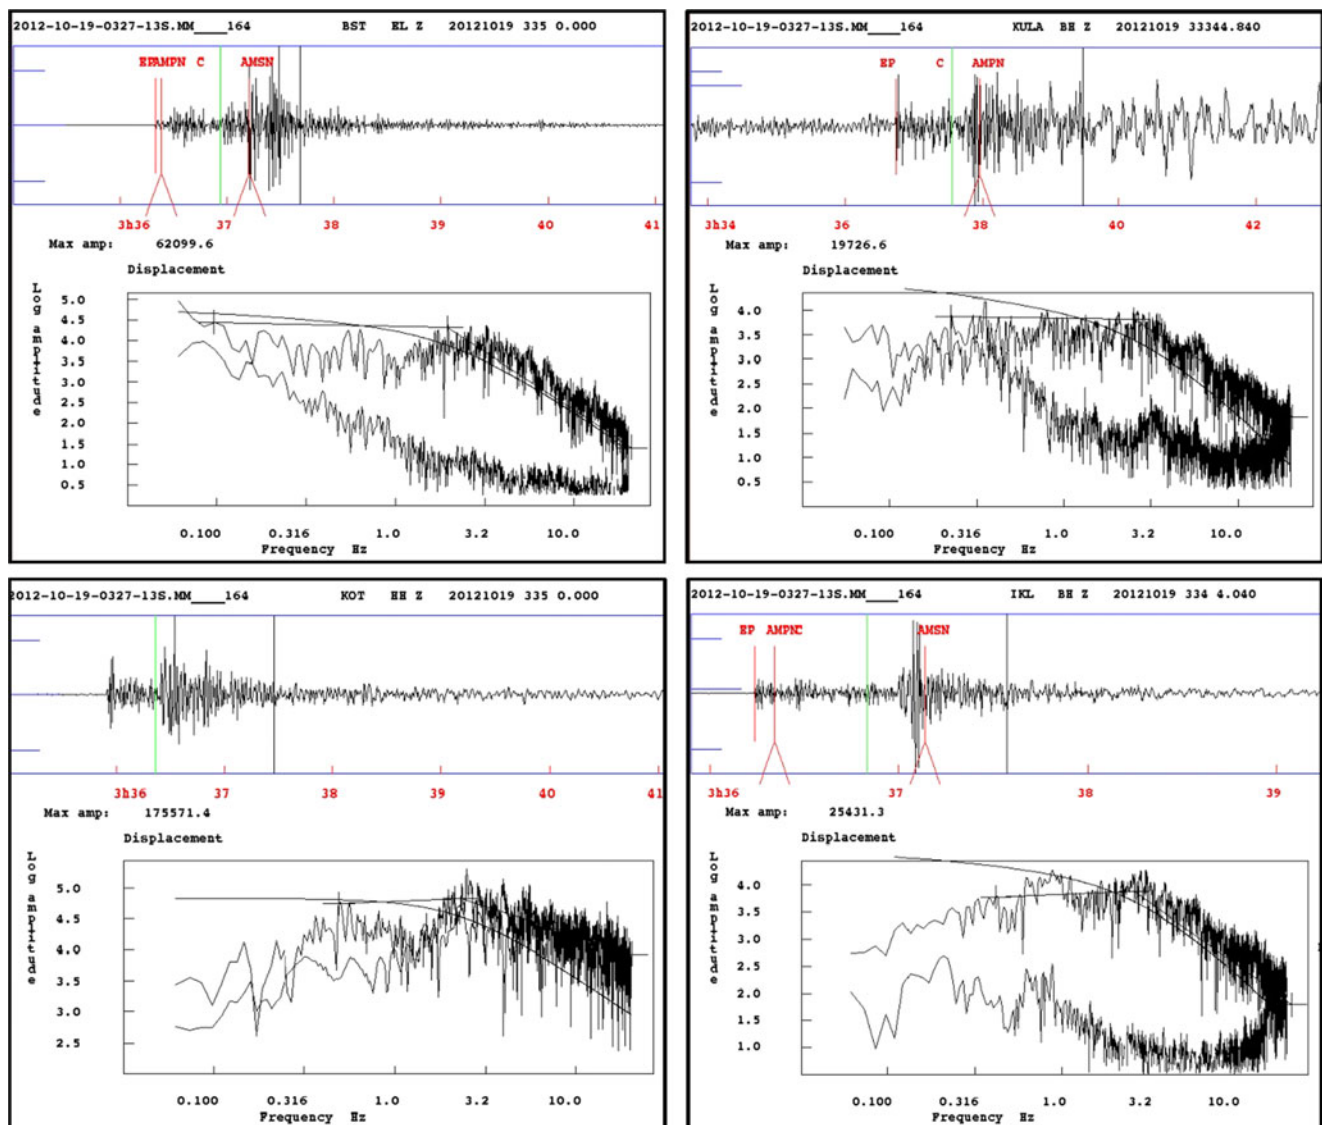 2012-10-19-0327-13S.MM____164 BST EL Z 20121019 335 0.000
EP AMPN C AMSN
3h36 37 38 39 40 41
Max amp: 62099.6
Displacement
Log amplitude
5.0
4.5
4.0
3.5
3.0
2.5
2.0
1.5
1.0
0.5
0.100 0.316 1.0 3.2 10.0
Frequency Hz
2012-10-19-0327-13S.MM____164 KULA BH Z 20121019 33344.840
EP C AMPN
3h34 36 38 40 42
Max amp: 19726.6
Displacement
Log amplitude
4.0
3.5
3.0
2.5
2.0
1.5
1.0
0.5
0.100 0.316 1.0 3.2 10.0
Frequency Hz
2012-10-19-0327-13S.MM____164 KOT HH Z 20121019 335 0.000
3h36 37 38 39 40 41
Max amp: 175571.4
Displacement
Log amplitude
5.0
4.5
4.0
3.5
3.0
2.5
0.100 0.316 1.0 3.2 10.0
Frequency Hz
2012-10-19-0327-13S.MM____164 IKL BH Z 20121019 334 4.040
EP AMPN C AMSN
3h36 37 38 39
Max amp: 25431.3
Displacement
Log amplitude
4.0
3.5
3.0
2.5
2.0
1.5
1.0
0.100 0.316 1.0 3.2 10.0
Frequency Hz